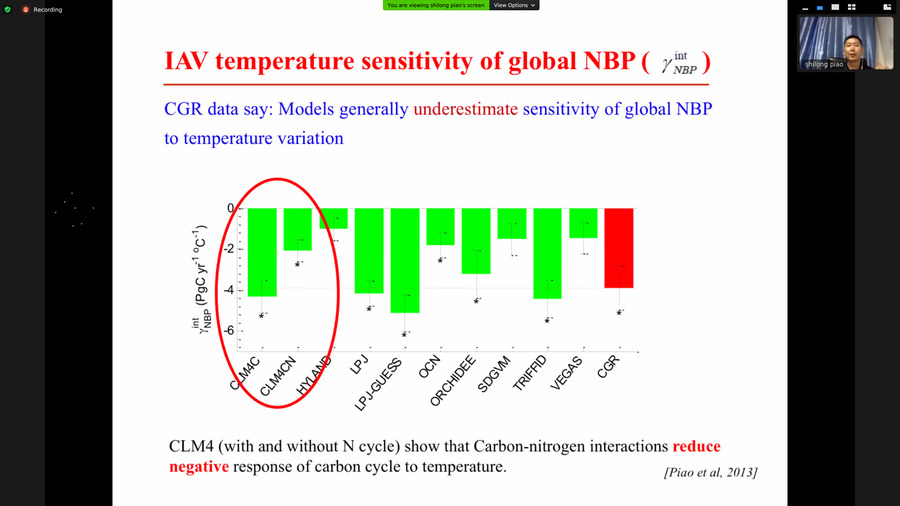 Recording
You are viewing shilong piao's screen
View Options
shilong piao
IAV temperature sensitivity of global NBP ( γ int NBP )
CGR data say: Models generally underestimate sensitivity of global NBP
to temperature variation
γ int NBP (PgC yr-1 oC-1)
0
-2
-4
-6
CLM4C
CLM4CN
HYLAND
LPJ
LPJ-GUESS
OCN
ORCHIDEE
SDGVM
TRIFFID
VEGAS
CGR
CLM4 (with and without N cycle) show that Carbon-nitrogen interactions reduce
negative response of carbon cycle to temperature.
[Piao et al, 2013]